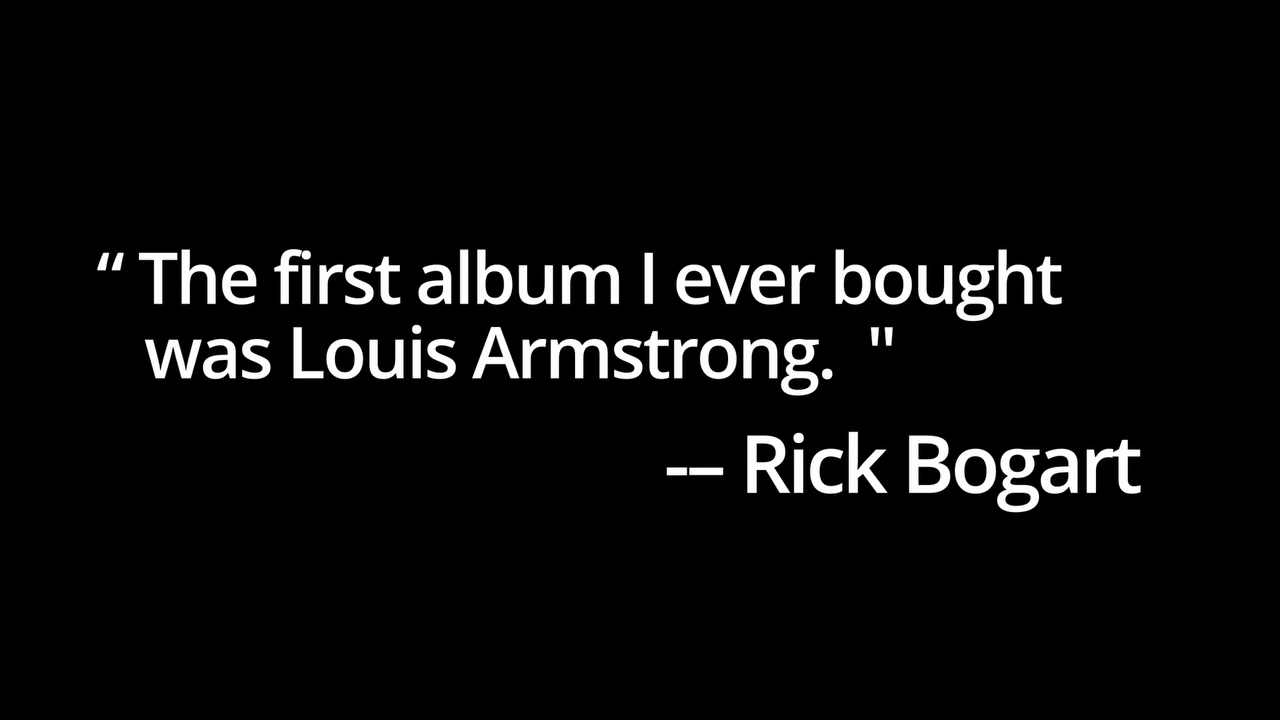 “ The first album I ever bought
was Louis Armstrong. "
-– Rick Bogart